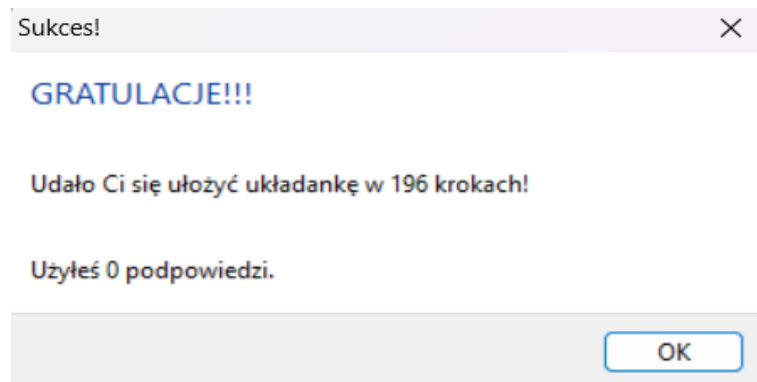 Sukces!
GRATULACJE!!!
Udało Ci się ułożyć układankę w 196 krokach!
Użyłeś 0 podpowiedzi.
OK